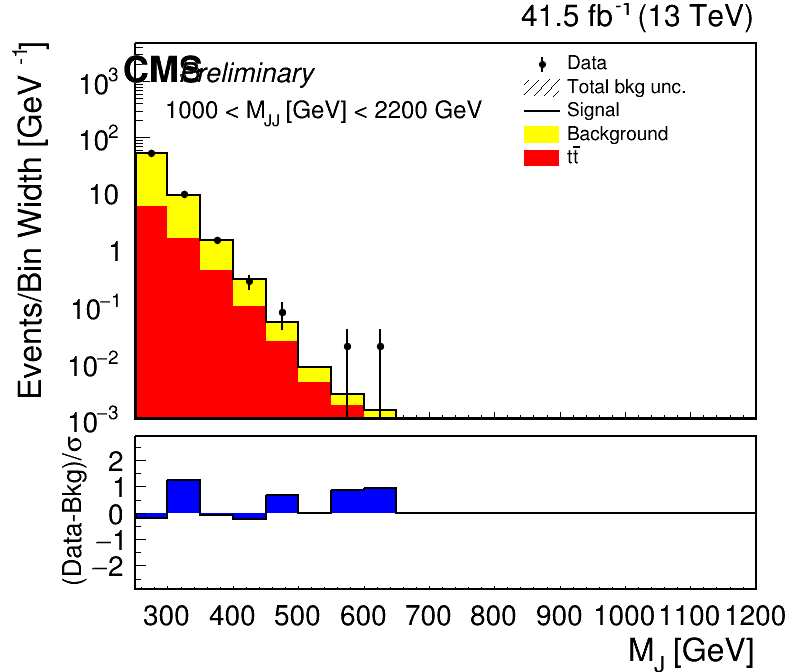 41.5 fb⁻¹ (13 TeV)
CMS Preliminary
1000 < M_JJ [GeV] < 2200 GeV
Data
Total bkg unc.
Signal
Background
tt̄
Events/Bin Width [GeV⁻¹]
10³
10²
10
1
10⁻¹
10⁻²
10⁻³
(Data-Bkg)/σ
2
1
0
−1
−2
300 400 500 600 700 800 900 1000 1100 1200
M_J [GeV]